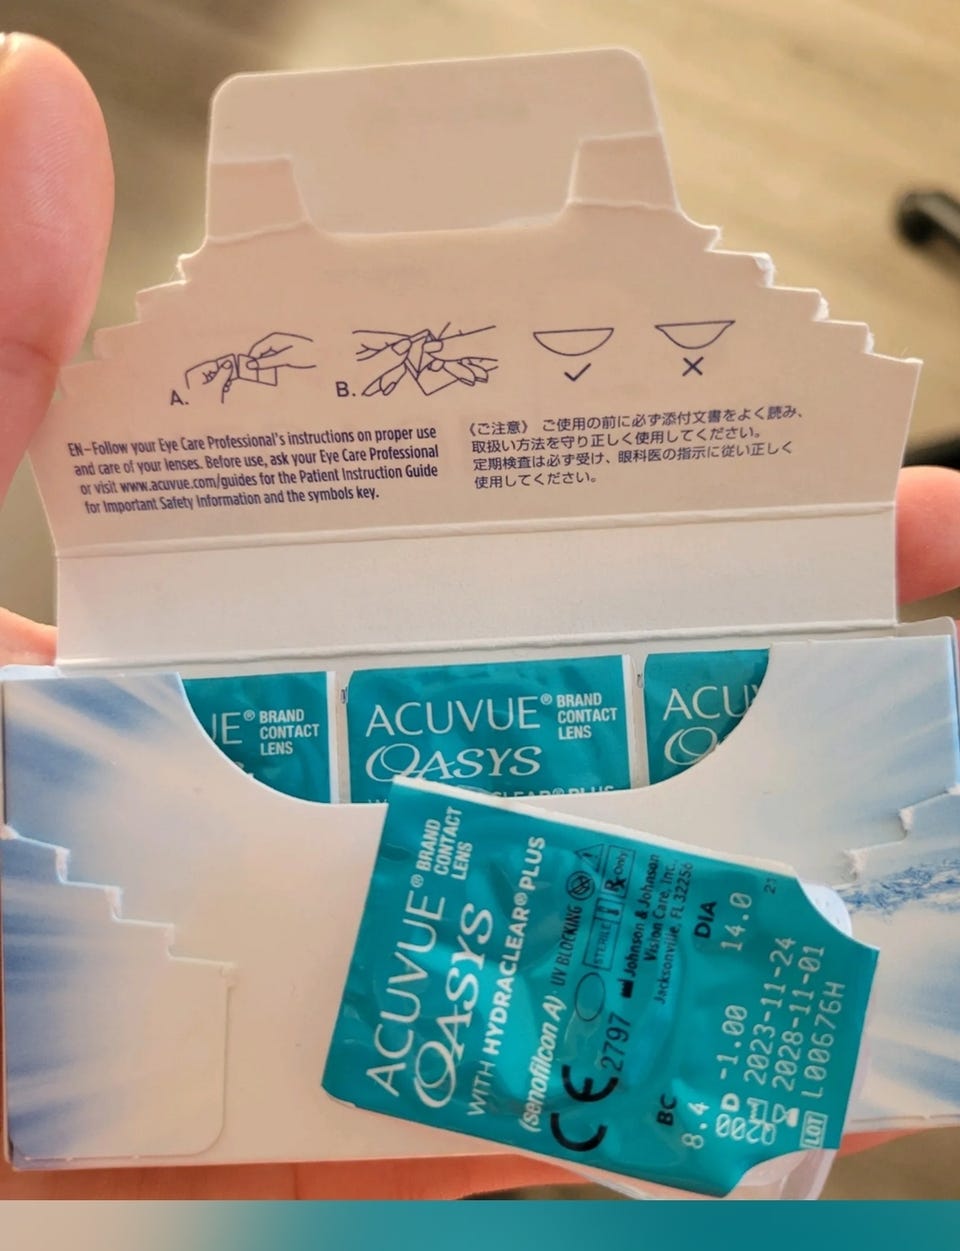 A.
B.
EN–Follow your Eye Care Professional's instructions on proper use
and care of your lenses. Before use, ask your Eye Care Professional
or visit www.acuvue.com/guides for the Patient Instruction Guide
for Important Safety Information and the symbols key.
《ご注意》 ご使用の前に必ず添付文書をよく読み、
取扱い方法を守り正しく使用してください。
定期検査は必ず受け、眼科医の指示に従い正しく
使用してください。
UE® BRAND
CONTACT
LENS
ACUVUE® BRAND
CONTACT
LENS
OASYS
ACUV
ACUVUE® BRAND
CONTACT
LENS
OASYS
WITH HYDRACLEAR® PLUS
(senofilcon A) · UV BLOCKING
CE 2797
STERILE
Rx Only
Johnson & Johnson
Vision Care, Inc.
Jacksonville, FL 32256
BC DIA
8.4 14.0
D -1.00
2023-11-24
2028-11-01
LOT L00676H
21